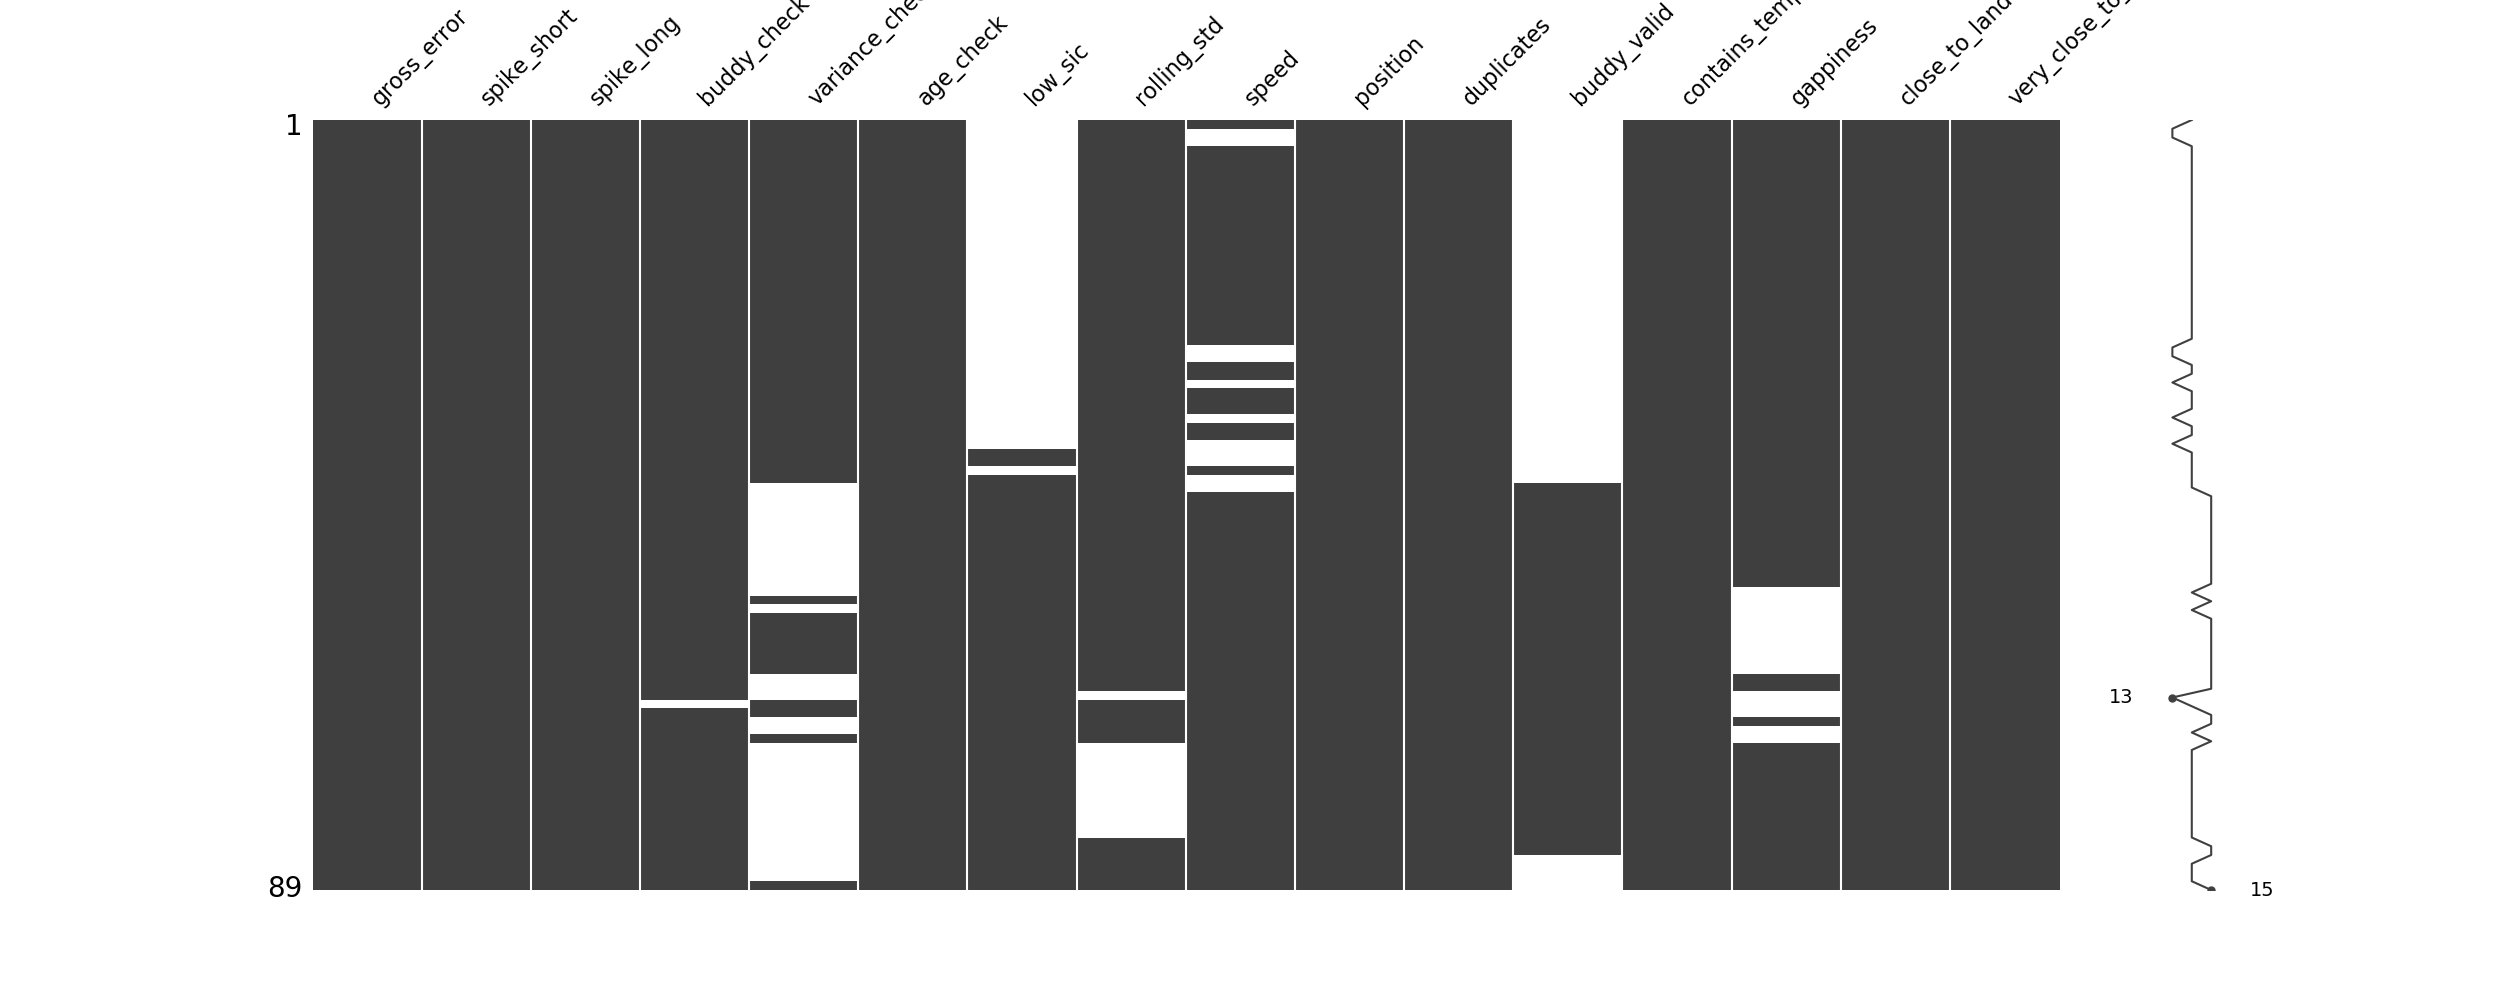 gross_error
spike_short
spike_long
buddy_check
variance_che
age_check
low_sic
rolling_std
speed
position
duplicates
buddy_valid
contains_temp
gappiness
close_to_land
very_close_to_
1
13
89
15